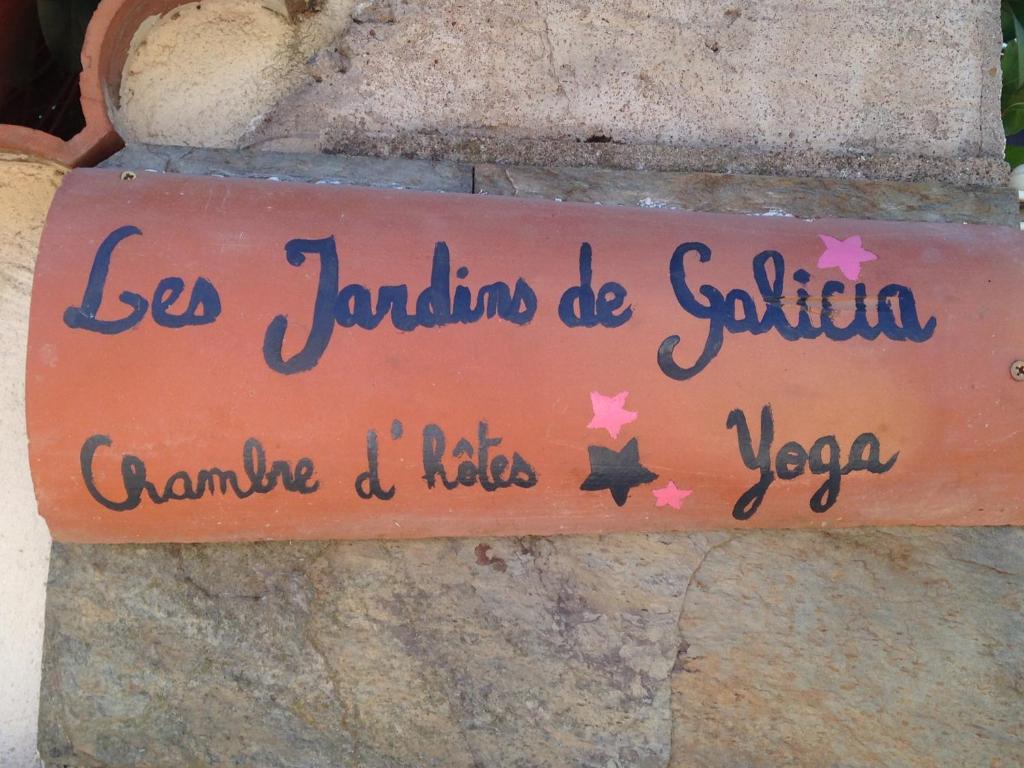 Les Jardins de Galicia
Chambre d'hôtes Yoga